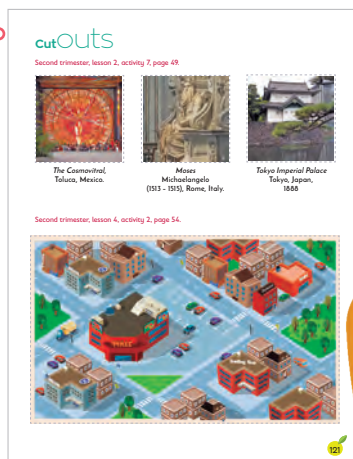 Cutouts
Second trimester, lesson 2, activity 7, page 49.
The Cosmovitral,
Toluca, Mexico.
Moses
Michaelangelo
(1513 - 1515), Rome, Italy.
Tokyo Imperial Palace
Tokyo, Japan,
1888
Second trimester, lesson 4, activity 2, page 54.
MALL
121